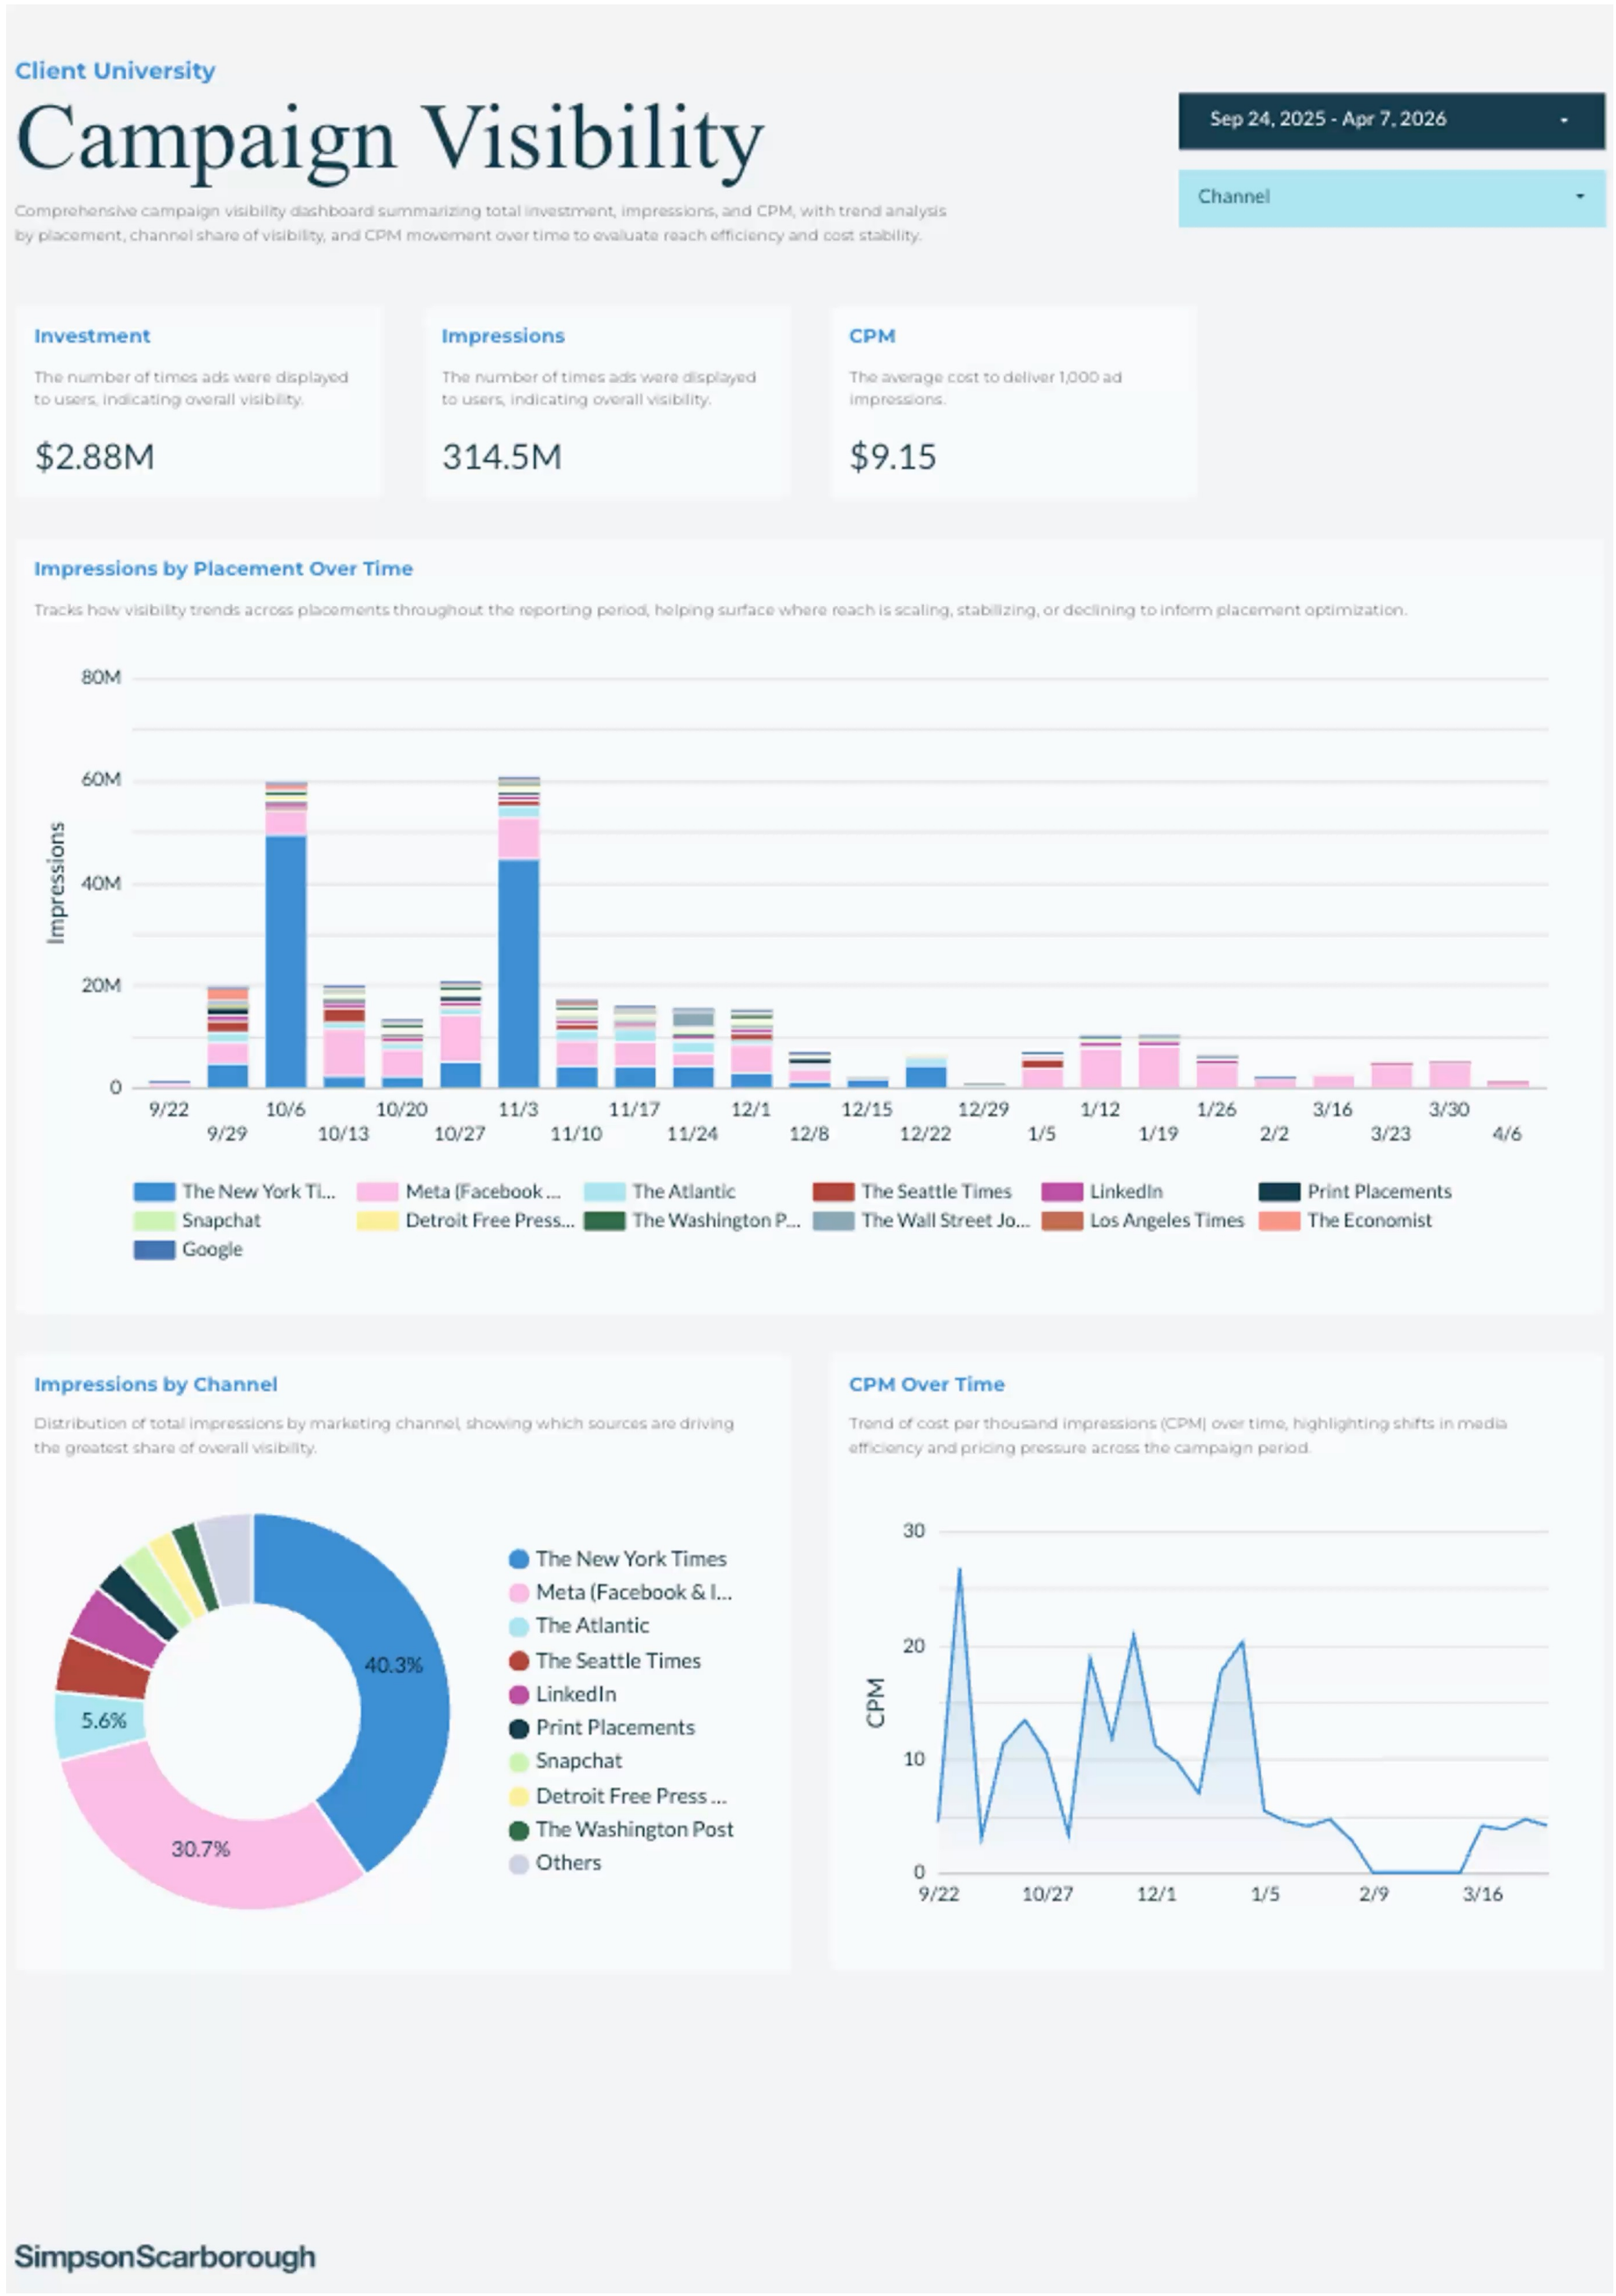 Client University
Campaign Visibility
Sep 24, 2025 - Apr 7, 2026
Channel
Comprehensive campaign visibility dashboard summarizing total investment, impressions, and CPM, with trend analysis
by placement, channel share of visibility, and CPM movement over time to evaluate reach efficiency and cost stability.
Investment
The number of times ads were displayed
to users, indicating overall visibility.
$2.88M
Impressions
The number of times ads were displayed
to users, indicating overall visibility.
314.5M
CPM
The average cost to deliver 1,000 ad
impressions.
$9.15
Impressions by Placement Over Time
Tracks how visibility trends across placements throughout the reporting period, helping surface where reach is scaling, stabilizing, or declining to inform placement optimization.
Impressions
80M
60M
40M
20M
0
9/22 10/6 10/20 11/3 11/17 12/1 12/15 12/29 1/12 1/26 3/16 3/30
9/29 10/13 10/27 11/10 11/24 12/8 12/22 1/5 1/19 2/2 3/23 4/6
The New York Ti... Meta (Facebook ... The Atlantic The Seattle Times LinkedIn Print Placements
Snapchat Detroit Free Press... The Washington P... The Wall Street Jo... Los Angeles Times The Economist
Google
Impressions by Channel
Distribution of total impressions by marketing channel, showing which sources are driving
the greatest share of overall visibility.
40.3%
5.6%
30.7%
The New York Times
Meta (Facebook & I...
The Atlantic
The Seattle Times
LinkedIn
Print Placements
Snapchat
Detroit Free Press ...
The Washington Post
Others
CPM Over Time
Trend of cost per thousand impressions (CPM) over time, highlighting shifts in media
efficiency and pricing pressure across the campaign period.
CPM
30
20
10
0
9/22 10/27 12/1 1/5 2/9 3/16
SimpsonScarborough